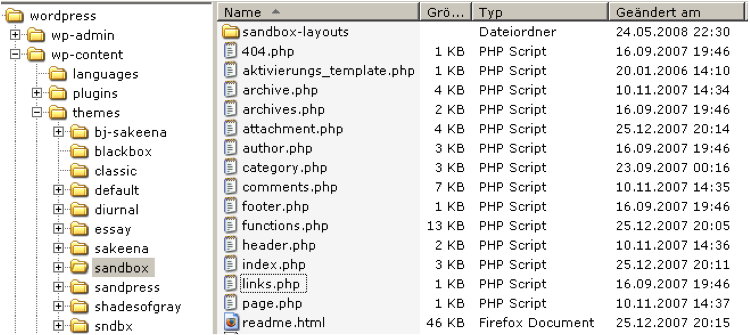 wordpress
wp-admin
wp-content
languages
plugins
themes
bj-sakeena
blackbox
classic
default
diurnal
essay
sakeena
sandbox
sandpress
shadesofgray
sndbx
Name Grö... Typ Geändert am
sandbox-layouts Dateiordner 24.05.2008 22:30
404.php 1 KB PHP Script 16.09.2007 19:46
aktivierungs_template.php 1 KB PHP Script 20.01.2006 14:10
archive.php 4 KB PHP Script 10.11.2007 14:34
archives.php 2 KB PHP Script 16.09.2007 19:46
attachment.php 4 KB PHP Script 25.12.2007 20:14
author.php 3 KB PHP Script 16.09.2007 19:46
category.php 3 KB PHP Script 23.09.2007 00:16
comments.php 7 KB PHP Script 10.11.2007 14:35
footer.php 1 KB PHP Script 16.09.2007 19:46
functions.php 13 KB PHP Script 25.12.2007 20:05
header.php 2 KB PHP Script 10.11.2007 14:36
index.php 3 KB PHP Script 25.12.2007 20:11
links.php 1 KB PHP Script 16.09.2007 19:46
page.php 1 KB PHP Script 10.11.2007 14:37
readme.html 46 KB Firefox Document 25.12.2007 20:15